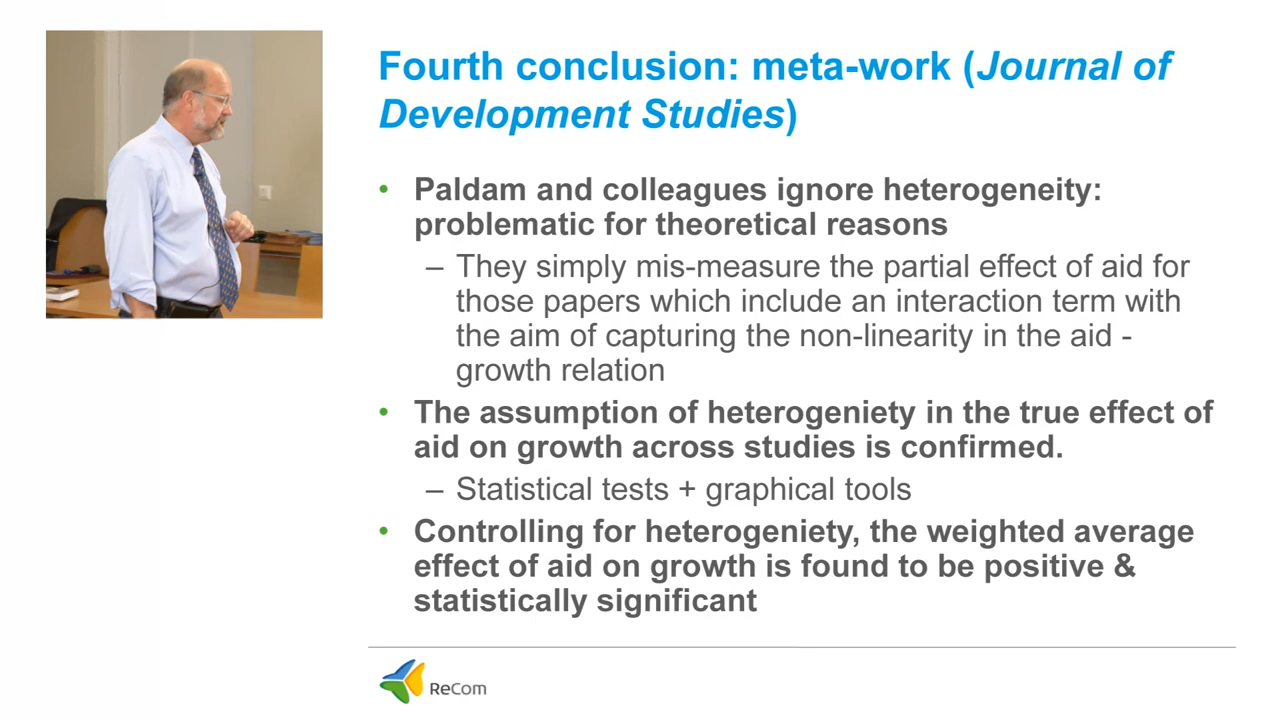 Fourth conclusion: meta-work (Journal of
Development Studies)
• Paldam and colleagues ignore heterogeneity:
problematic for theoretical reasons
– They simply mis-measure the partial effect of aid for
those papers which include an interaction term with
the aim of capturing the non-linearity in the aid -
growth relation
• The assumption of heterogeniety in the true effect of
aid on growth across studies is confirmed.
– Statistical tests + graphical tools
• Controlling for heterogeniety, the weighted average
effect of aid on growth is found to be positive &
statistically significant
ReCom